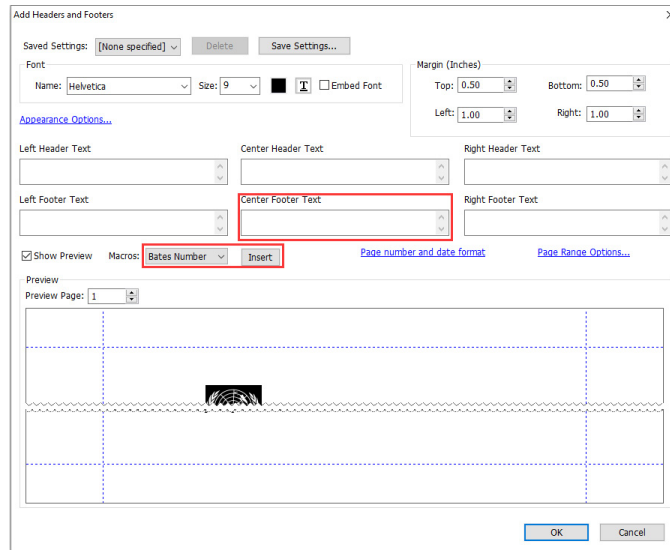 Add Headers and Footers
Saved Settings: [None specified] Delete Save Settings...
Font
Name: Helvetica Size: 9 T Embed Font
Margin (Inches)
Top: 0.50 Bottom: 0.50
Left: 1.00 Right: 1.00
Appearance Options...
Left Header Text Center Header Text Right Header Text
Left Footer Text Center Footer Text Right Footer Text
Show Preview Macros: Bates Number Insert Page number and date format Page Range Options...
Preview
Preview Page: 1
OK Cancel